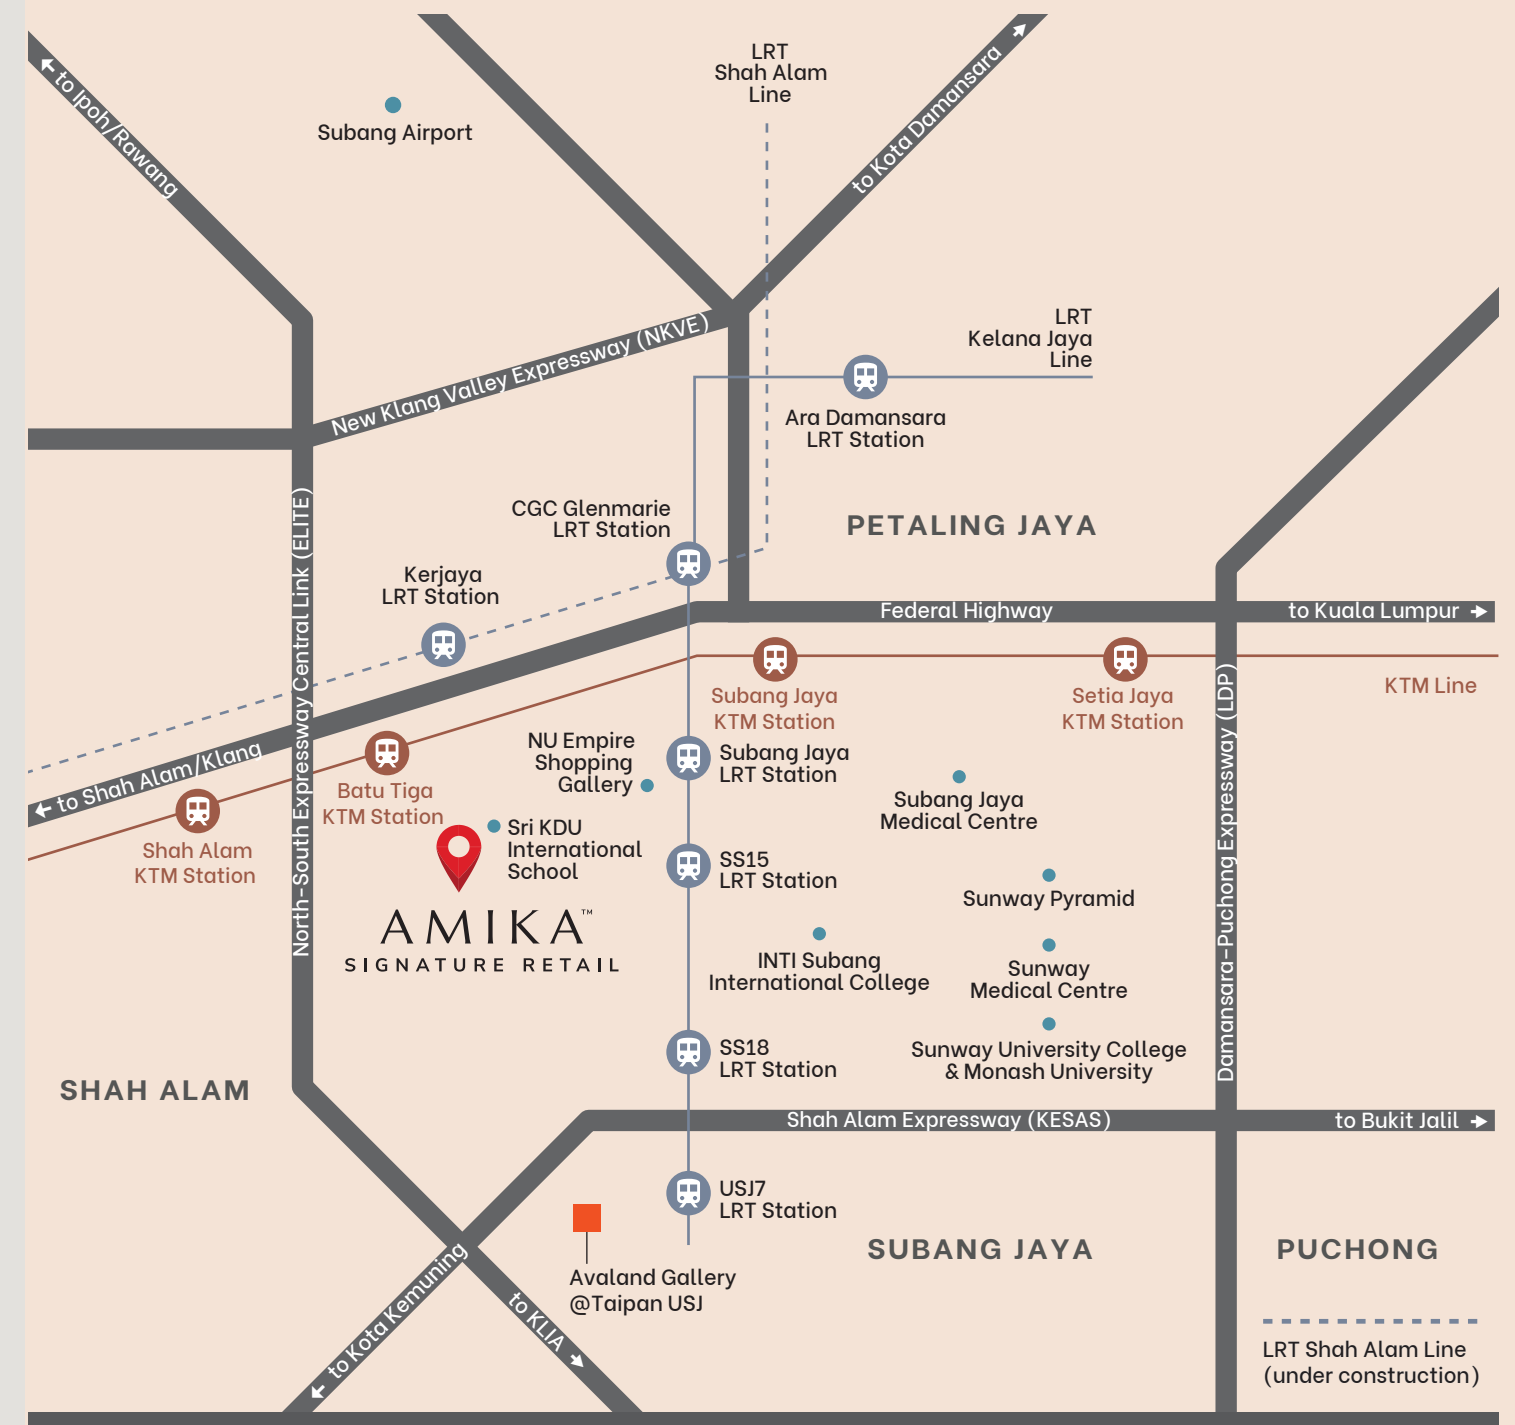 LRT
Shah Alam
Line
to Ipoh/Rawang
Subang Airport
to Kota Damansara
New Klang Valley Expressway (NKVE)
LRT
Kelana Jaya
Line
Ara Damansara
LRT Station
CGC Glenmarie
LRT Station
PETALING JAYA
Kerjaya
LRT Station
North-South Expressway Central Link (ELITE)
Federal Highway
to Kuala Lumpur
Subang Jaya
KTM Station
Setia Jaya
KTM Station
KTM Line
Damansara-Puchong Expressway (LDP)
to Shah Alam/Klang
NU Empire
Shopping
Gallery
Subang Jaya
LRT Station
Batu Tiga
KTM Station
Subang Jaya
Medical Centre
Shah Alam
KTM Station
Sri KDU
International
School
SS15
LRT Station
Sunway Pyramid
AMIKA™
SIGNATURE RETAIL
INTI Subang
International College
Sunway
Medical Centre
SS18
LRT Station
Sunway University College
& Monash University
SHAH ALAM
Shah Alam Expressway (KESAS)
to Bukit Jalil
USJ7
LRT Station
SUBANG JAYA
PUCHONG
Avaland Gallery
@Taipan USJ
to Kota Kemuning
to KLIA
LRT Shah Alam Line
(under construction)